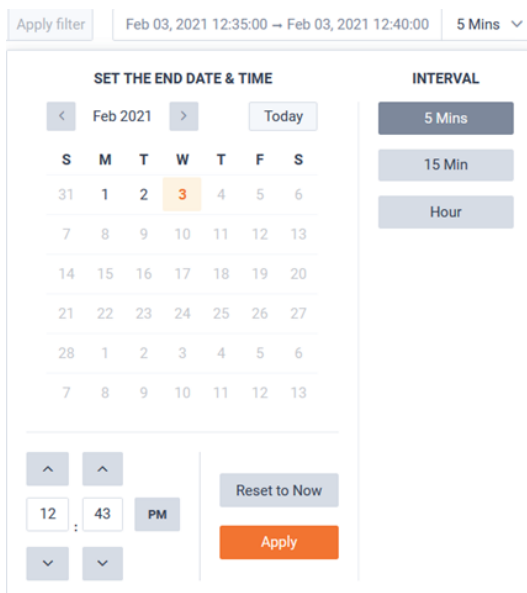 Apply filter Feb 03, 2021 12:35:00 → Feb 03, 2021 12:40:00 5 Mins
SET THE END DATE & TIME INTERVAL
< Feb 2021 > Today 5 Mins
S M T W T F S
15 Min
31 1 2 3 4 5 6
Hour
7 8 9 10 11 12 13
14 15 16 17 18 19 20
21 22 23 24 25 26 27
28 1 2 3 4 5 6
7 8 9 10 11 12 13
Reset to Now
12 : 43 PM
Apply